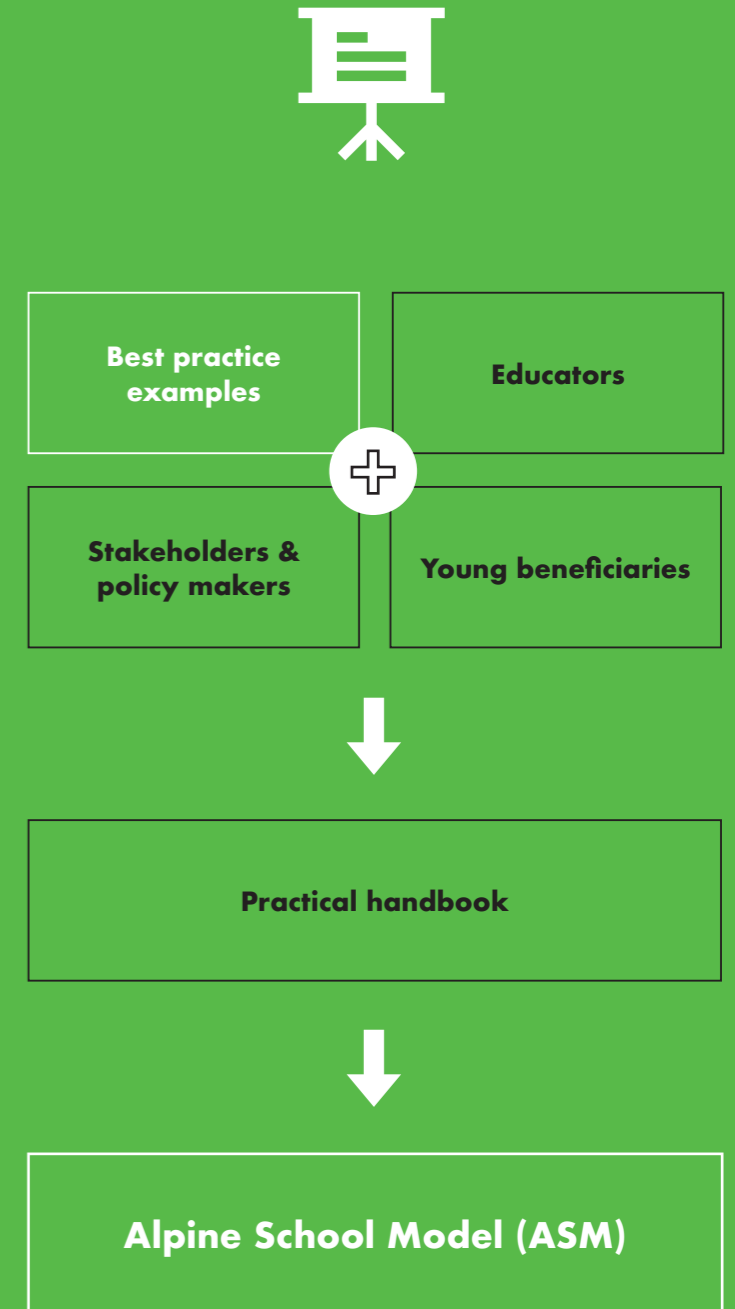 Best practice
examples
Educators
Stakeholders &
policy makers
Young beneficiaries
Practical handbook
Alpine School Model (ASM)